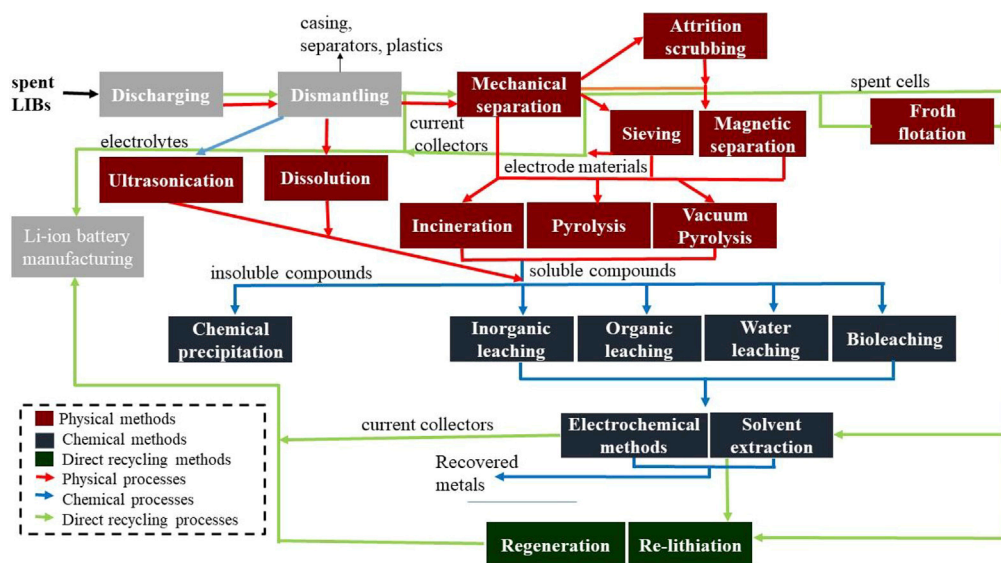 casing,
separators, plastics
Attrition
scrubbing
spent
LIBs
Discharging
Dismantling
Mechanical
separation
spent cells
Froth
flotation
current
collectors
Sieving
Magnetic
separation
electrolytes
electrode materials
Ultrasonication
Dissolution
Incineration
Pyrolysis
Vacuum
Pyrolysis
Li-ion battery
manufacturing
insoluble compounds
soluble compounds
Chemical
precipitation
Inorganic
leaching
Organic
leaching
Water
leaching
Bioleaching
Physical methods
Chemical methods
Direct recycling methods
Physical processes
Chemical processes
Direct recycling processes
current collectors
Electrochemical
methods
Solvent
extraction
Recovered
metals
Regeneration
Re-lithiation